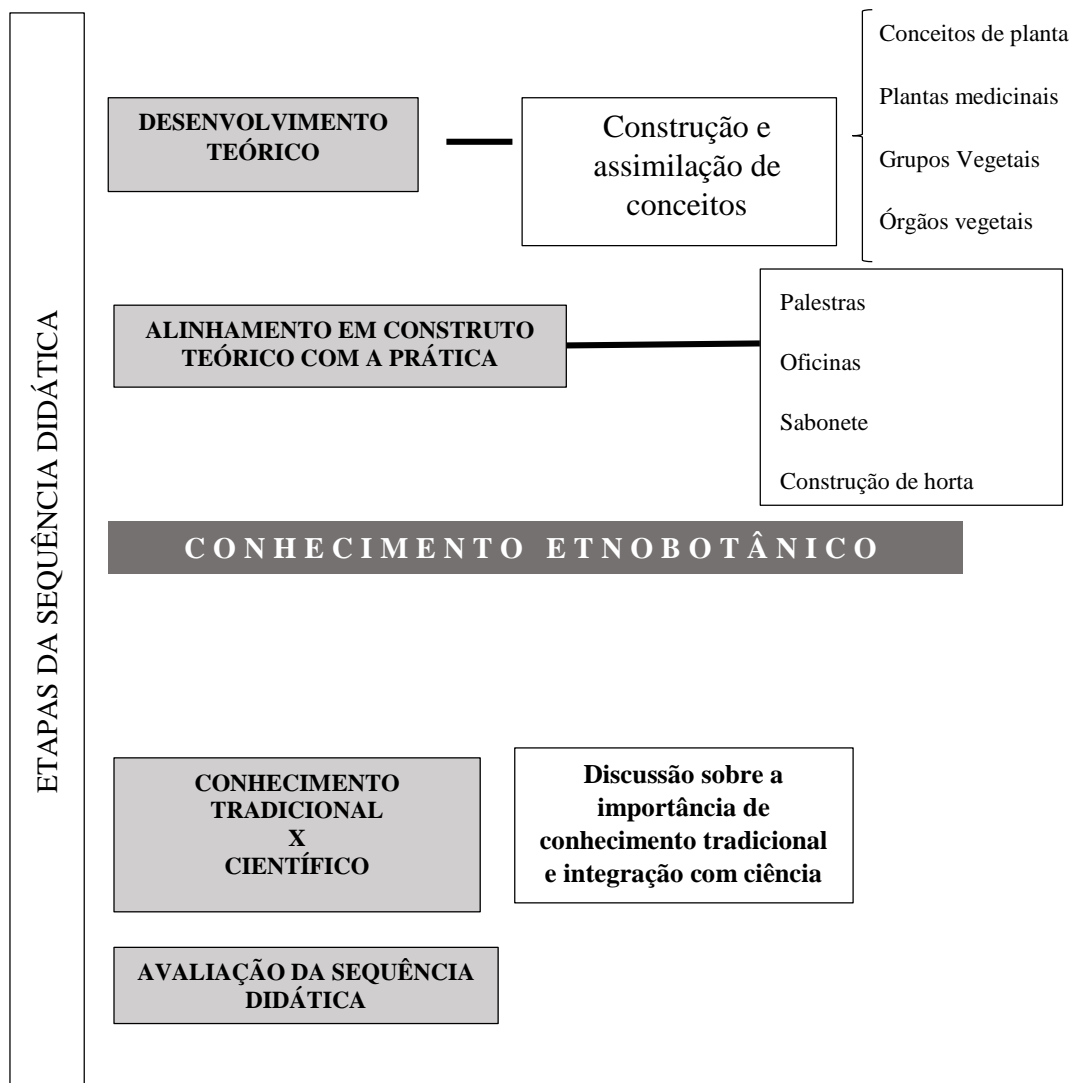 ETAPAS DA SEQUÊNCIA DIDÁTICA
DESENVOLVIMENTO
TEÓRICO
Construção e
assimilação de
conceitos
Conceitos de planta
Plantas medicinais
Grupos Vegetais
Órgãos vegetais
ALINHAMENTO EM CONSTRUTO
TEÓRICO COM A PRÁTICA
Palestras
Oficinas
Sabonete
Construção de horta
CONHECIMENTO ETNOBOTÂNICO
CONHECIMENTO
TRADICIONAL
X
CIENTÍFICO
Discussão sobre a
importância de
conhecimento tradicional
e integração com ciência
AVALIAÇÃO DA SEQUÊNCIA
DIDÁTICA